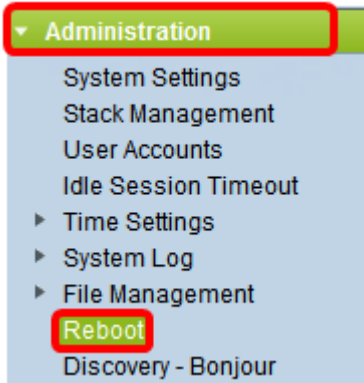 Administration
System Settings
Stack Management
User Accounts
Idle Session Timeout
Time Settings
System Log
File Management
Reboot
Discovery - Bonjour